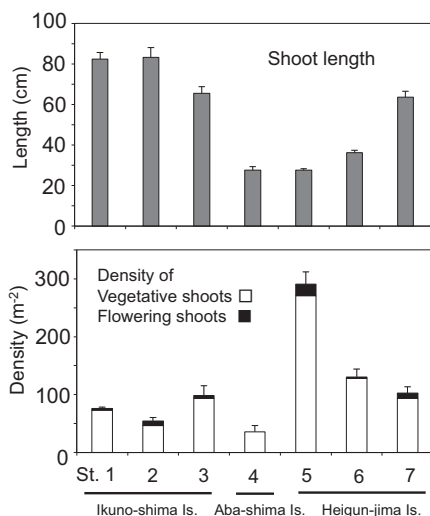 100
80
60
40
20
0
Length (cm)
Shoot length
300
200
100
0
Density (m-2)
Density of
Vegetative shoots
Flowering shoots
St. 1 2 3 4 5 6 7
Ikuno-shima Is. Aba-shima Is. Heigun-jima Is.